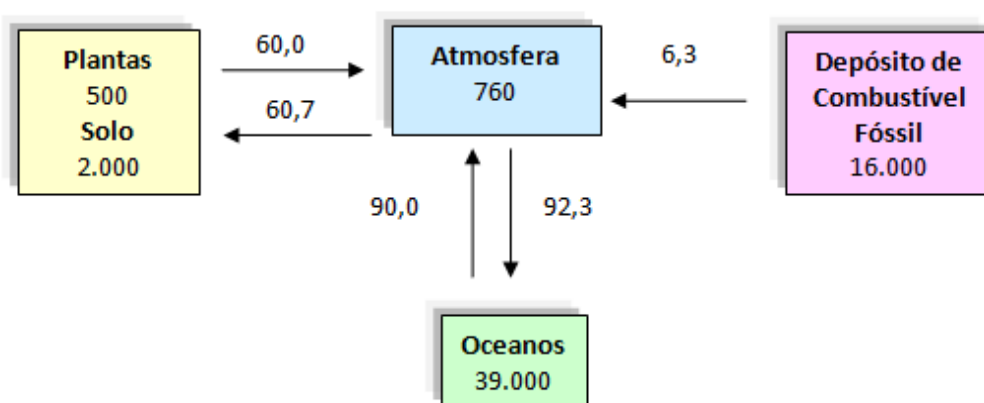 Plantas
500
Solo
2.000
60,0
60,7
Atmosfera
760
6,3
Depósito de
Combustível
Fóssil
16.000
90,0
92,3
Oceanos
39.000